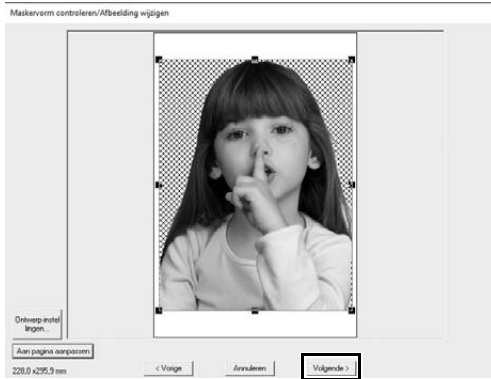 Maskervorm controleren/Afbeelding wijzigen
Ontwerp-instel
lingen...
Aan pagina aanpassen
228,0 x295,9 mm
< Vorige
Annuleren
Volgende >